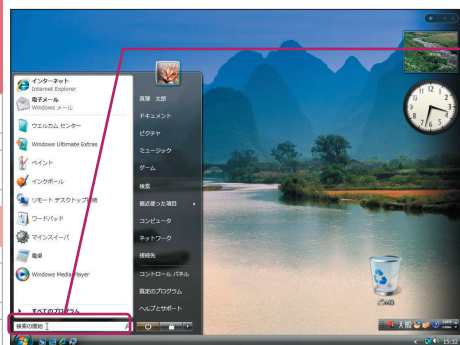 インターネット
Internet Explorer
電子メール
Windows メール
ウエルカム センター
Windows Ultimate Extras
ペイント
インクボール
リモート デスクトップ接続
ワードパッド
マインスイーパ
電卓
Windows Media Player
すべてのプログラム
検索の開始
太郎
ドキュメント
ピクチャ
ミュージック
ゲーム
検索
最近使った項目
コンピュータ
ネットワーク
接続先
コントロール パネル
既定のプログラム
ヘルプとサポート
ごみ箱
15:32